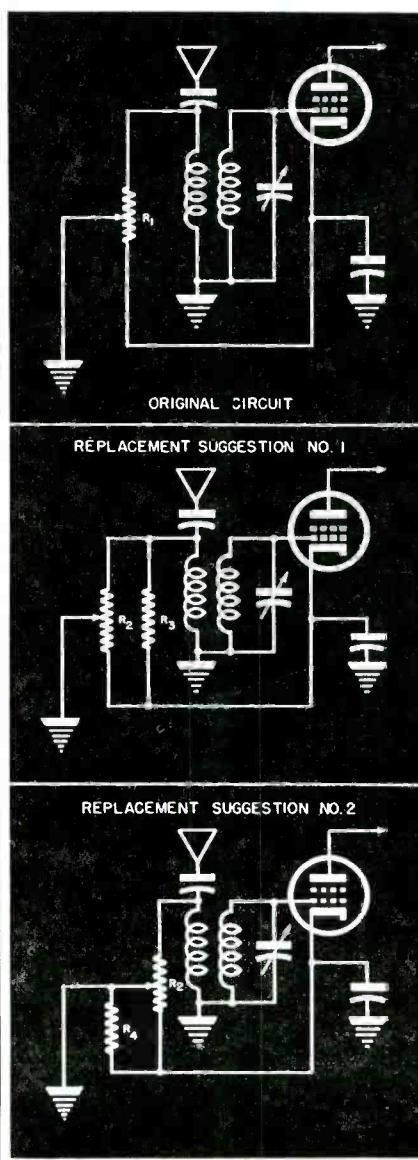 R1
ORIGINAL CIRCUIT
REPLACEMENT SUGGESTION NO. 1
R2
R3
REPLACEMENT SUGGESTION NO. 2
R2
R4